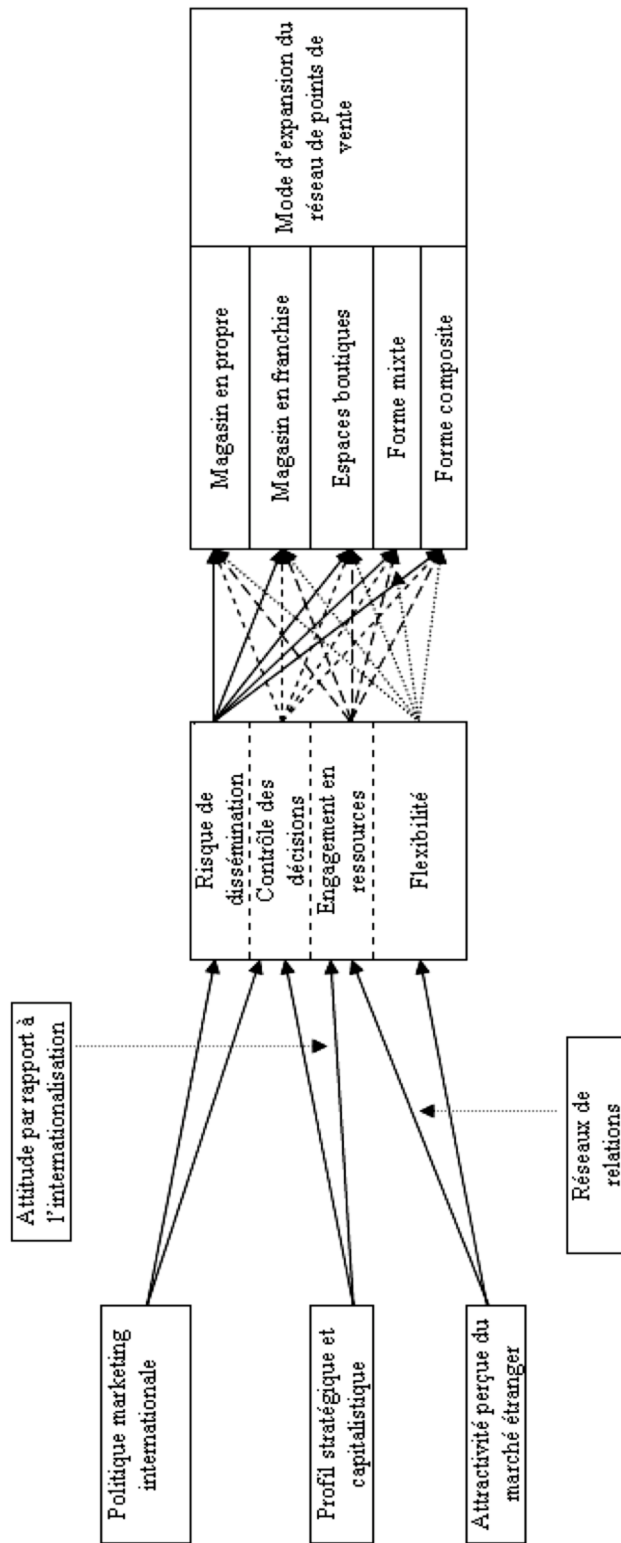 Politique marketing
internationale
Profil stratégique et
capitalistique
Attractivité perçue du
marché étranger
Attitude par rapport à
l'internationalisation
Réseaux de
relations
Risque de
dissémination
Contrôle des
décisions
Engagement en
ressources
Flexibilité
Magasin en propre
Magasin en franchise
Espaces boutiques
Forme mixte
Forme composite
Mode d'expansion du
réseau de points de
vente